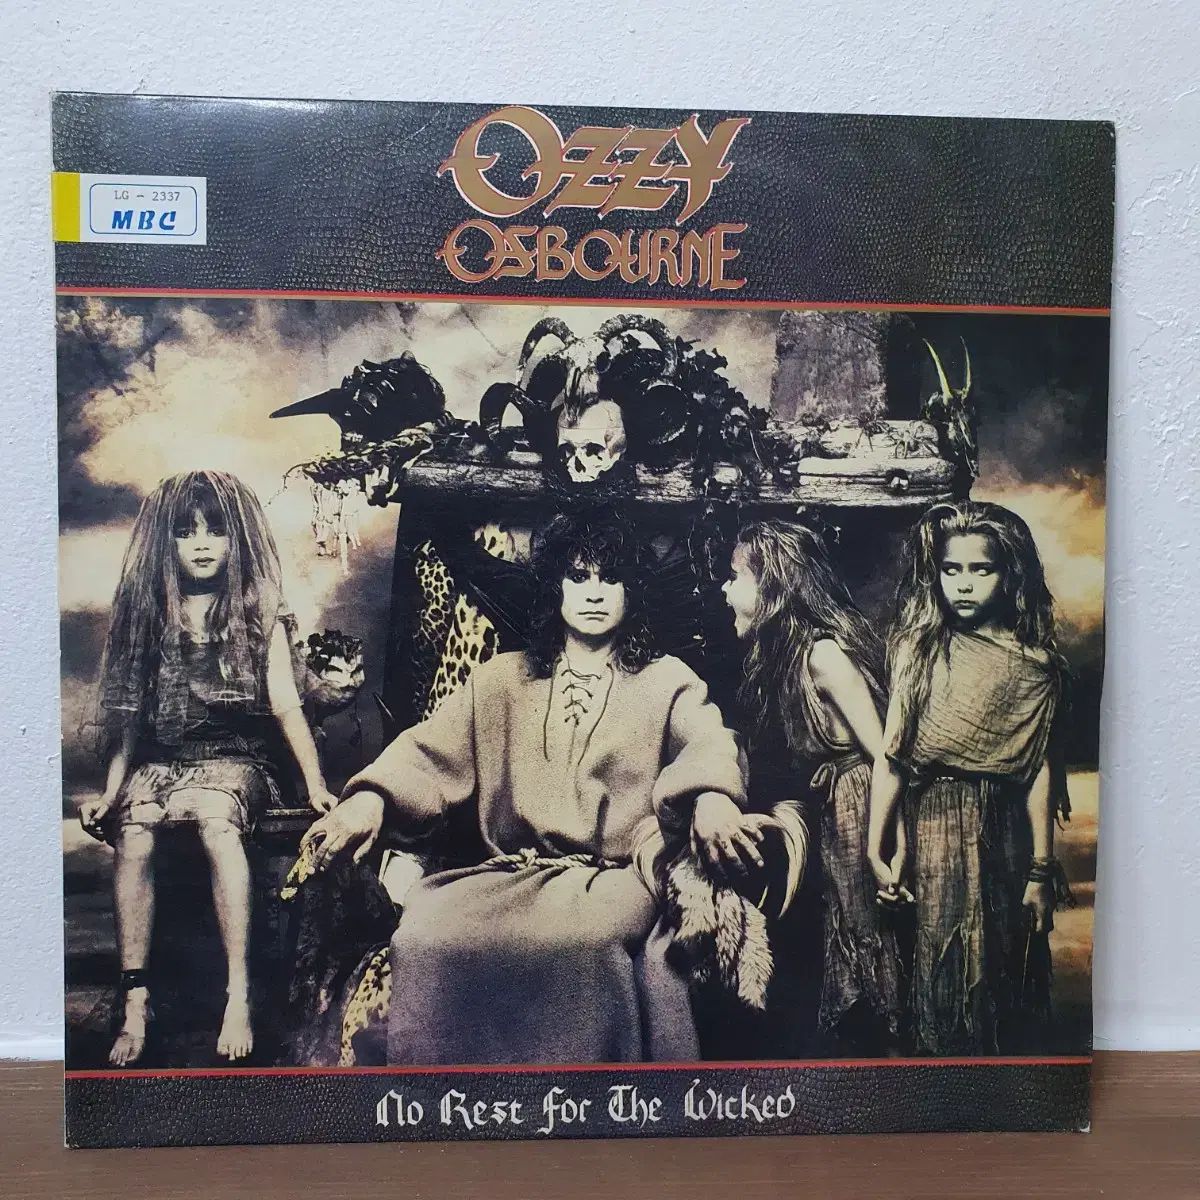 OZZY
OSBOURNE
LG - 2337
MBC
No Rest for The Wicked